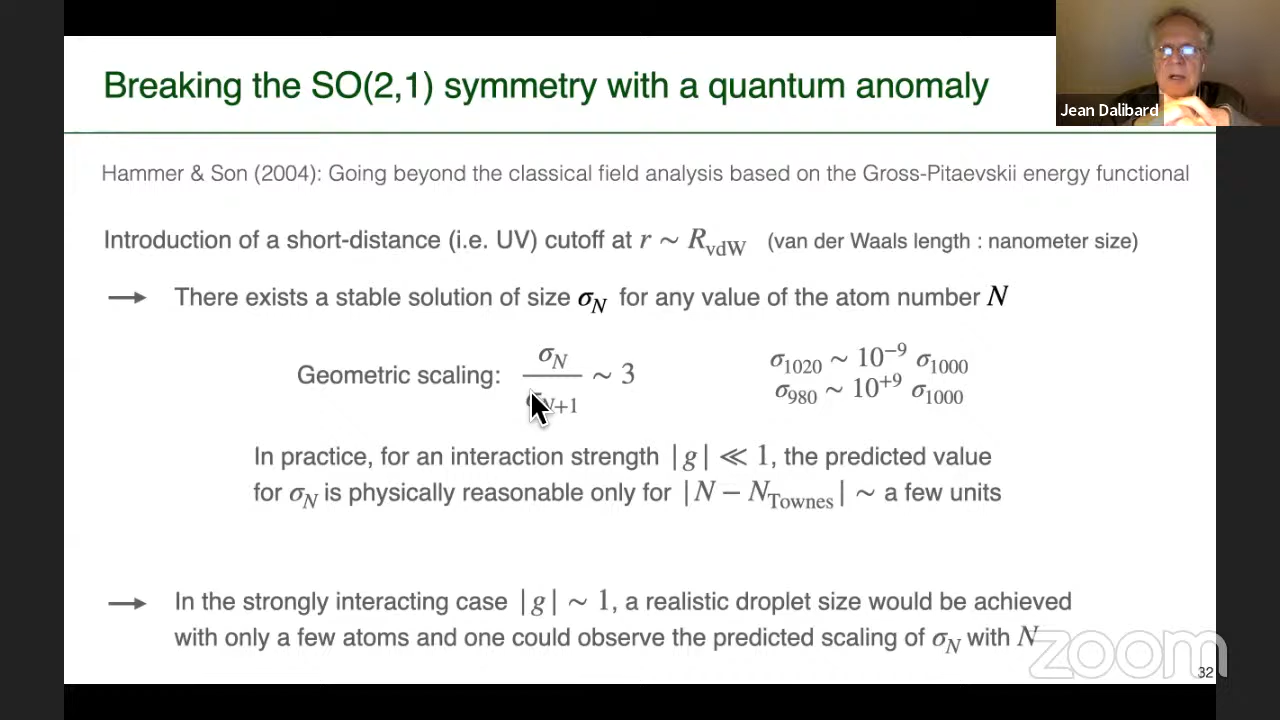 Breaking the SO(2,1) symmetry with a quantum anomaly
Jean Dalibard
Hammer & Son (2004): Going beyond the classical field analysis based on the Gross-Pitaevskii energy functional
Introduction of a short-distance (i.e. UV) cutoff at r ∼ R_vdW (van der Waals length : nanometer size)
→ There exists a stable solution of size σ_N for any value of the atom number N
Geometric scaling: σ_N / σ_N+1 ∼ 3
σ_1020 ∼ 10^−9 σ_1000
σ_980 ∼ 10^+9 σ_1000
In practice, for an interaction strength |g| ≪ 1, the predicted value
for σ_N is physically reasonable only for |N − N_Townes| ∼ a few units
→ In the strongly interacting case |g| ∼ 1, a realistic droplet size would be achieved
with only a few atoms and one could observe the predicted scaling of σ_N with N
zoom
32